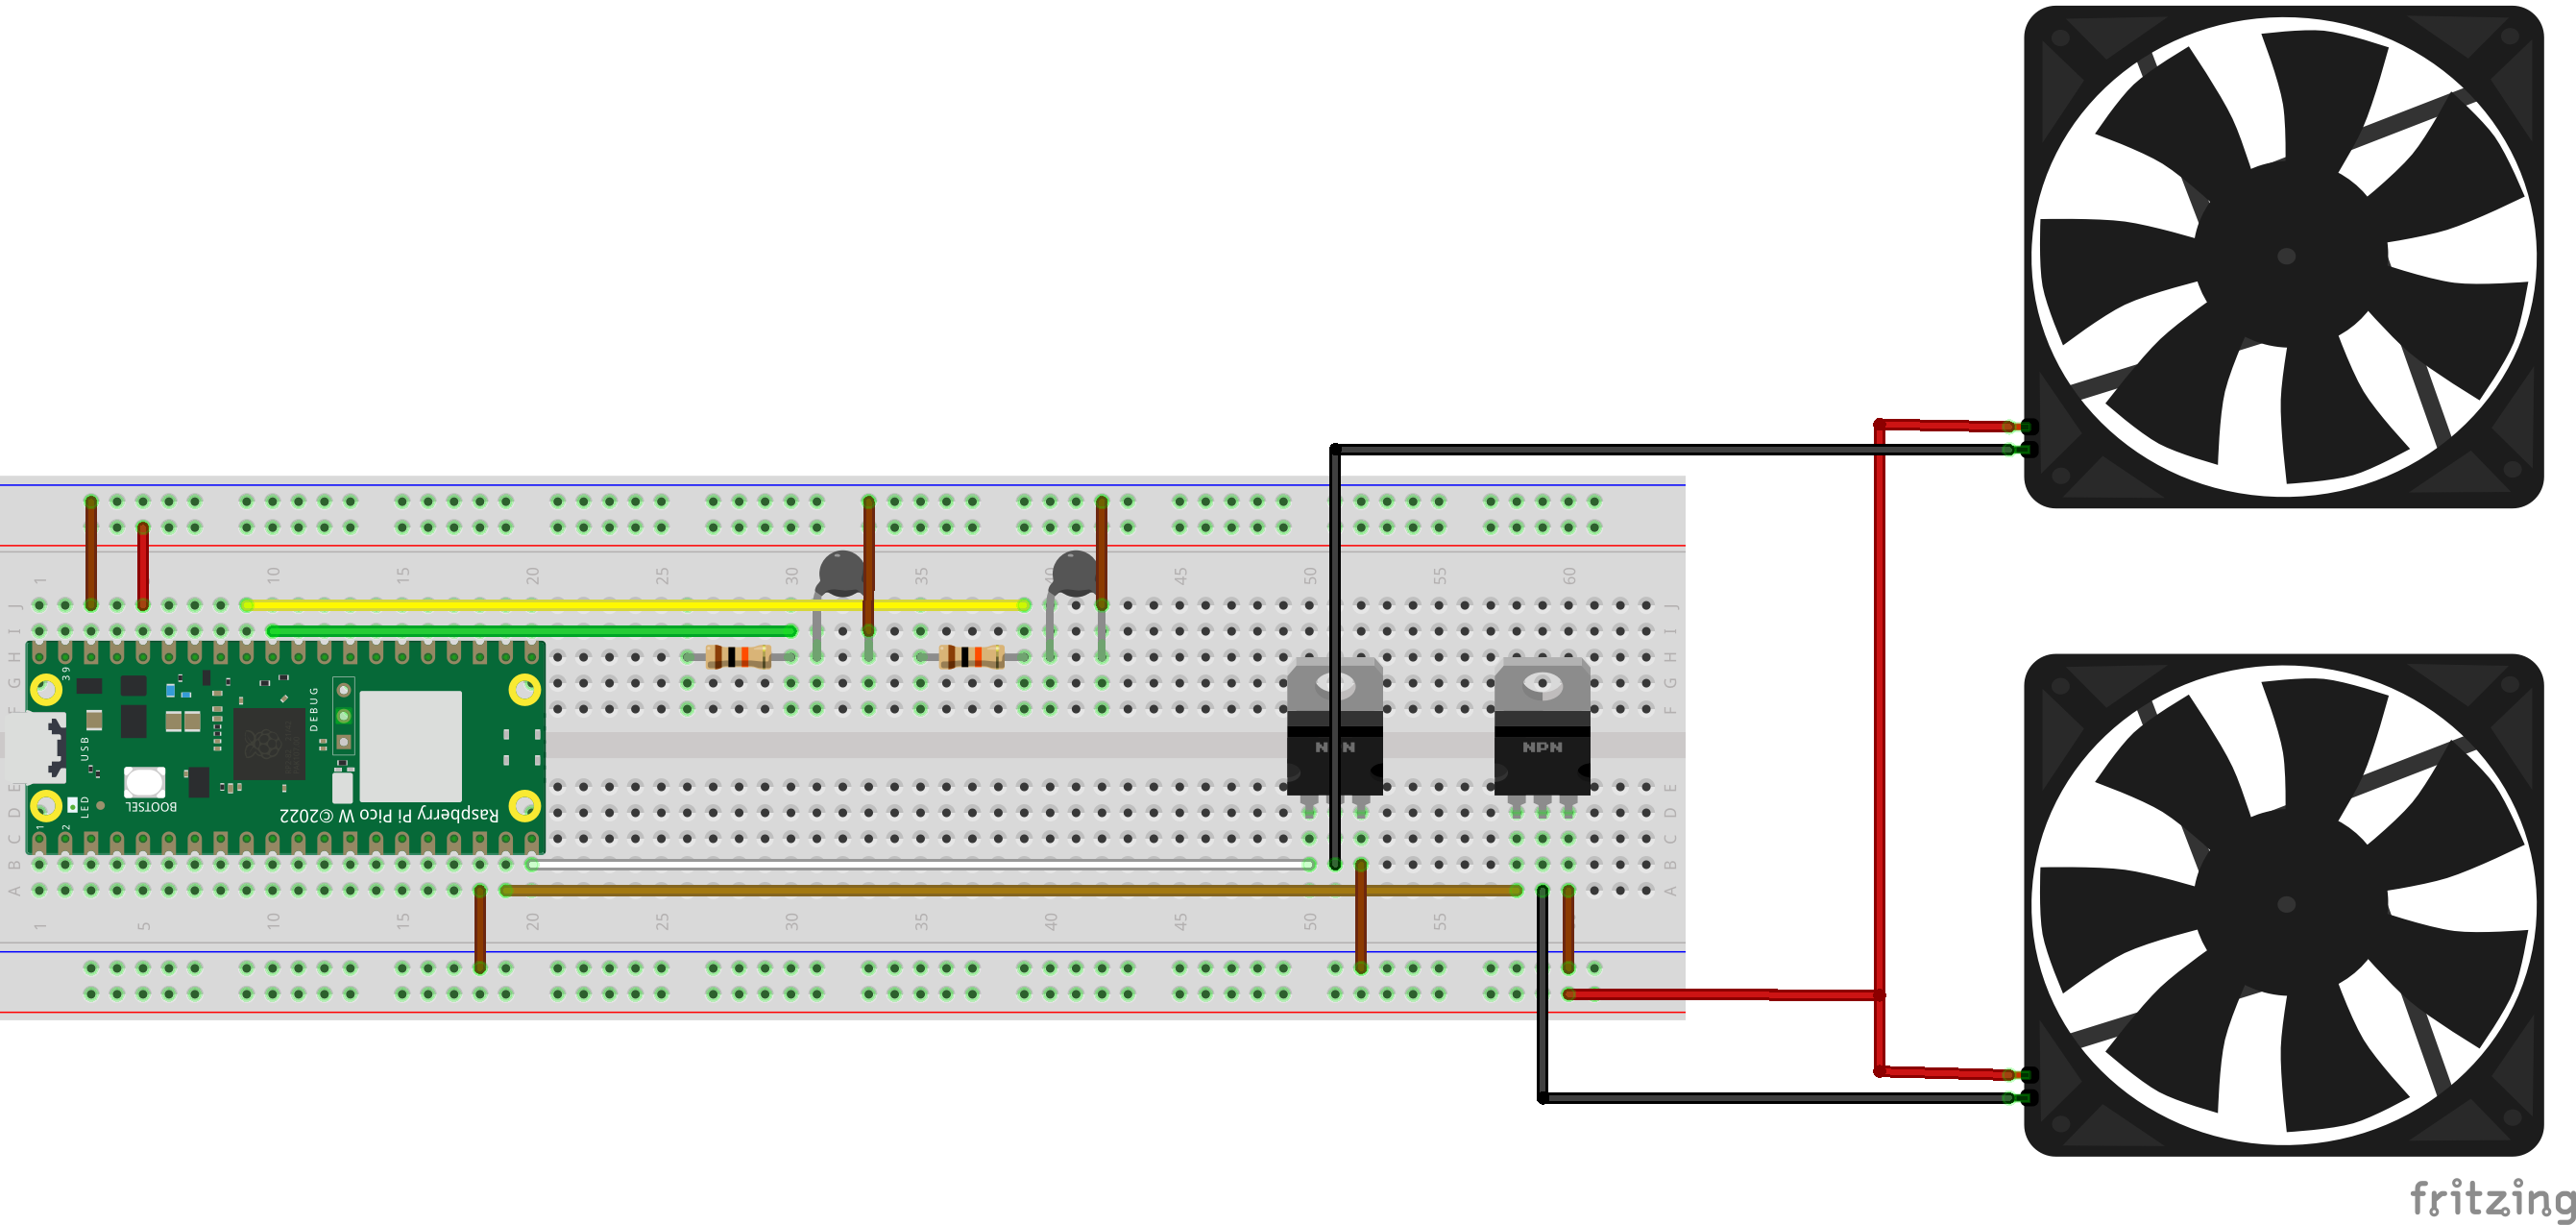 1 10 15 20 25 30 35 40 45 50 55 60
J J
I I
H H
G G
F F
39
DEBUG
USB
NPN NPN
E E
D D
C C
B B
A A
LED
BOOTSEL
Raspberry Pi Pico W ©2022
1
2
1 5 10 15 20 25 30 35 40 45 50 55
fritzing